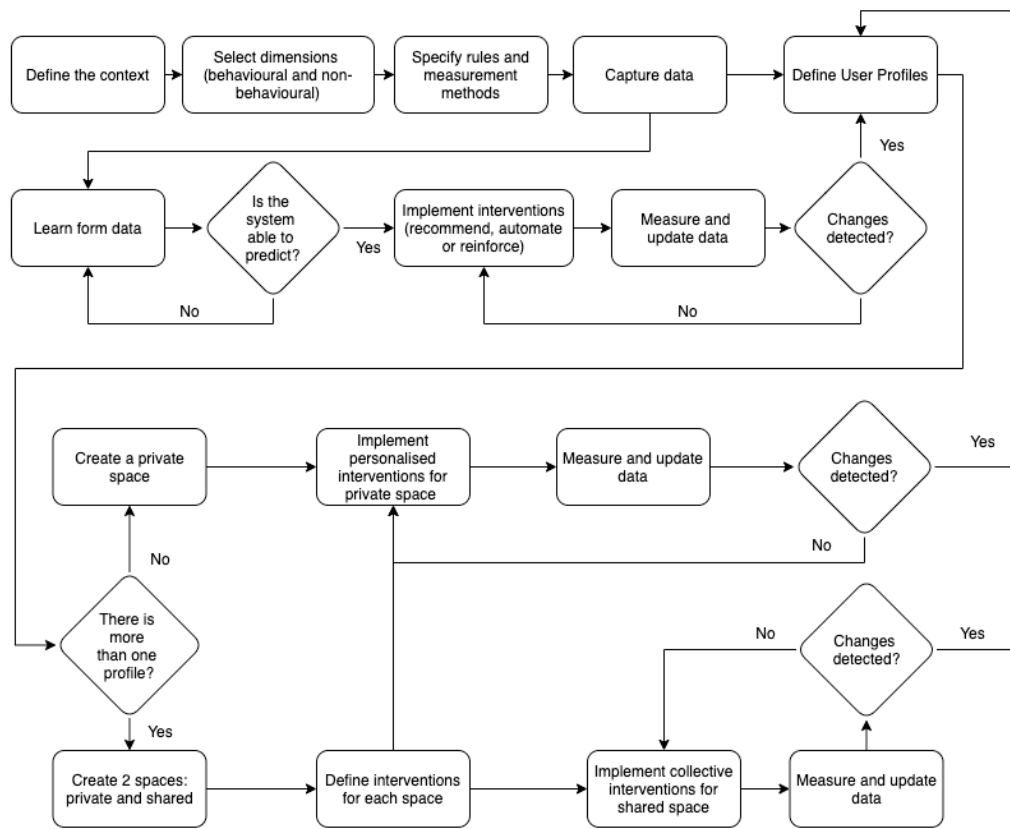 Define the context
Select dimensions
(behavioural and non-
behavioural)
Specify rules and
measurement
methods
Capture data
Define User Profiles
Yes
Learn form data
Is the
system
able to
predict?
Yes
Implement interventions
(recommend, automate
or reinforce)
Measure and
update data
Changes
detected?
No
No
Create a private
space
Implement
personalised
interventions for
private space
Measure and update
data
Changes
detected?
Yes
No
No
There is
more
than one
profile?
Yes
No
Changes
detected?
Yes
Create 2 spaces:
private and shared
Define interventions
for each space
Implement collective
interventions for
shared space
Measure and update
data